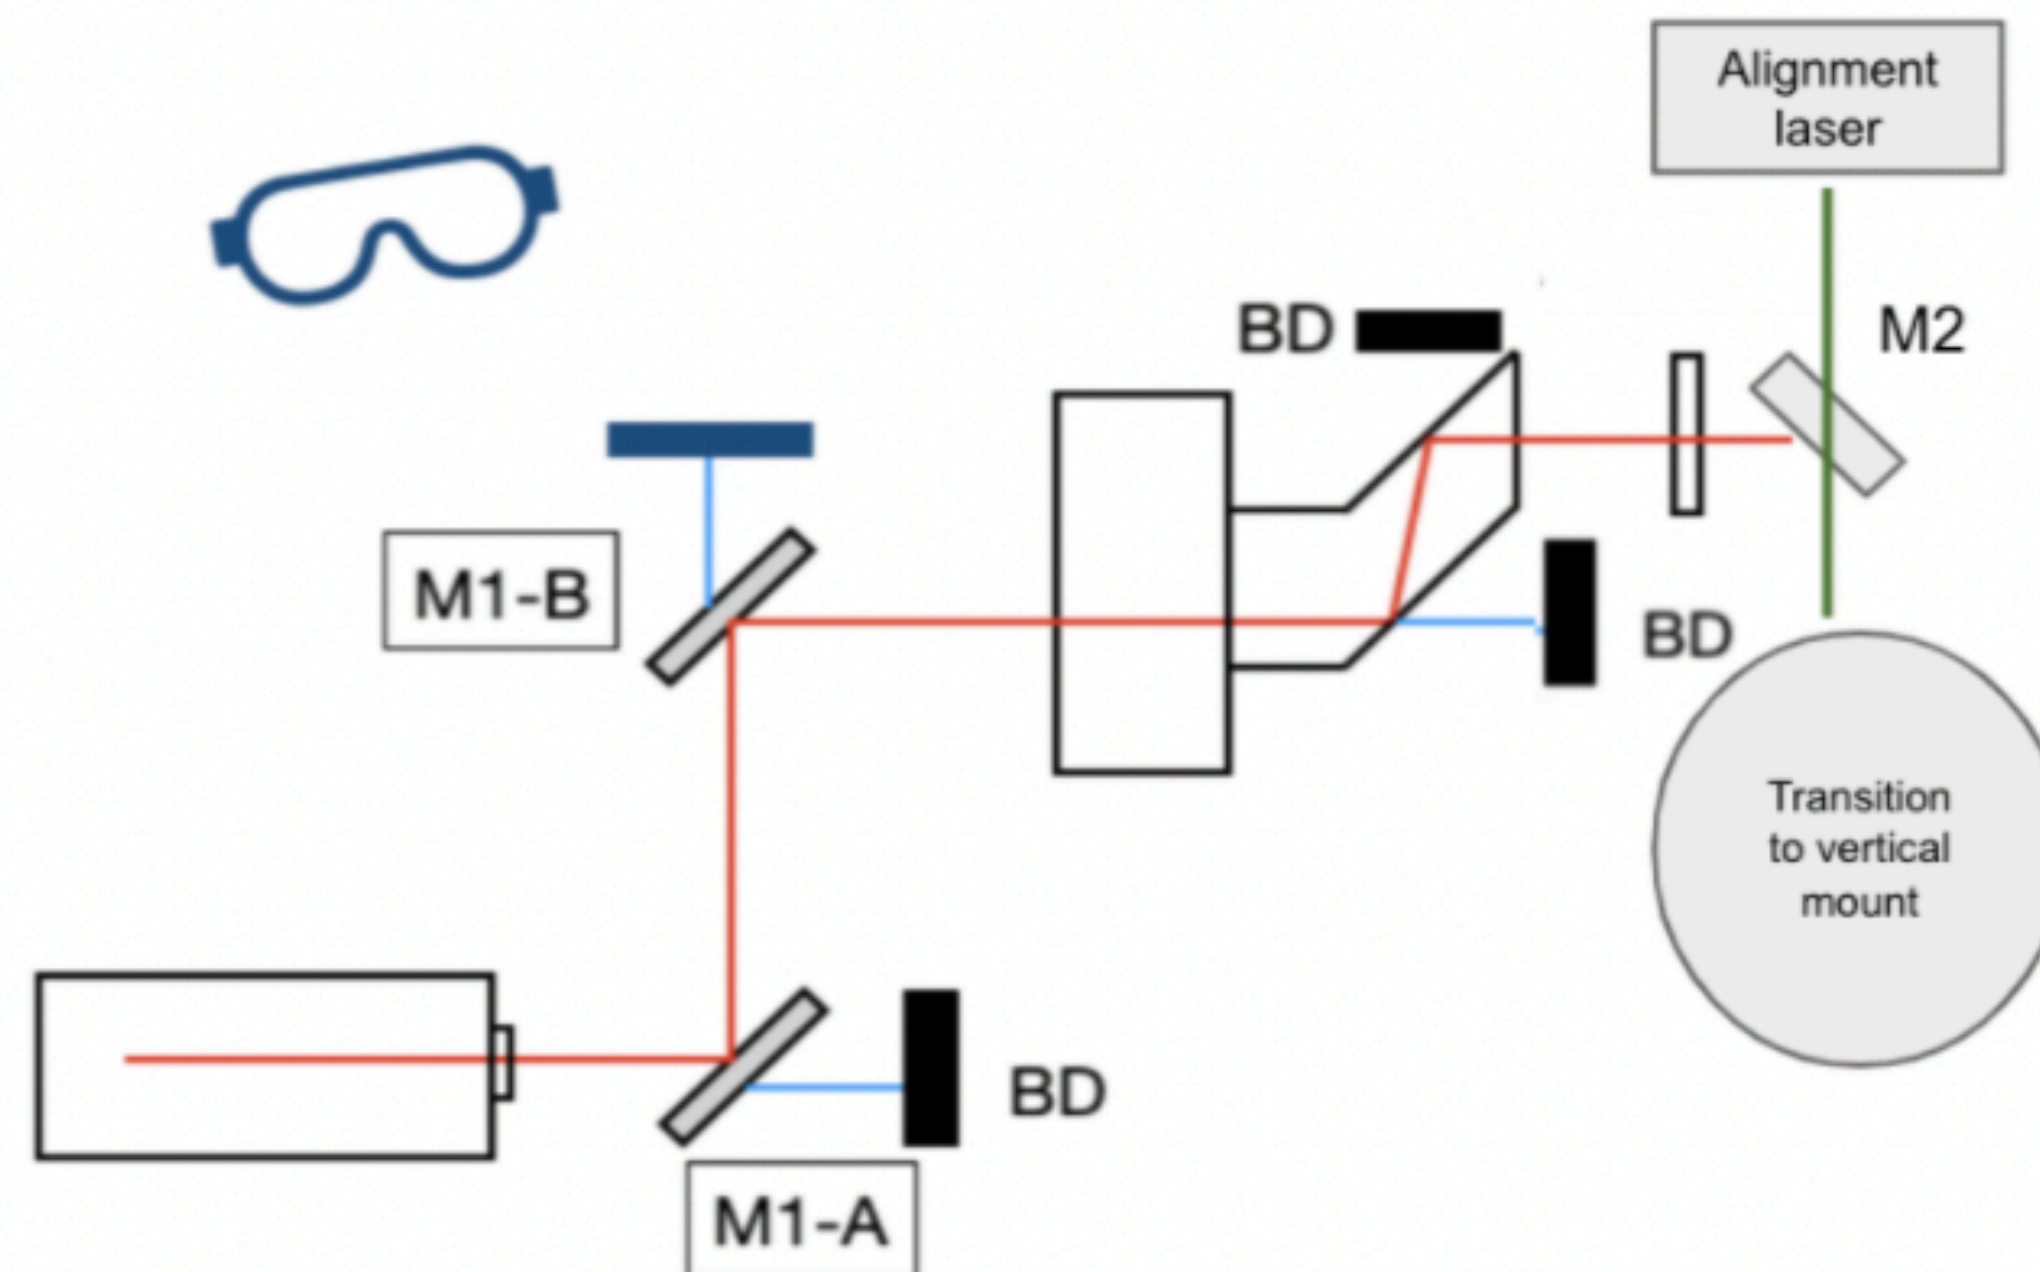 Alignment
laser
BD
M2
M1-B
BD
Transition
to vertical
mount
BD
M1-A